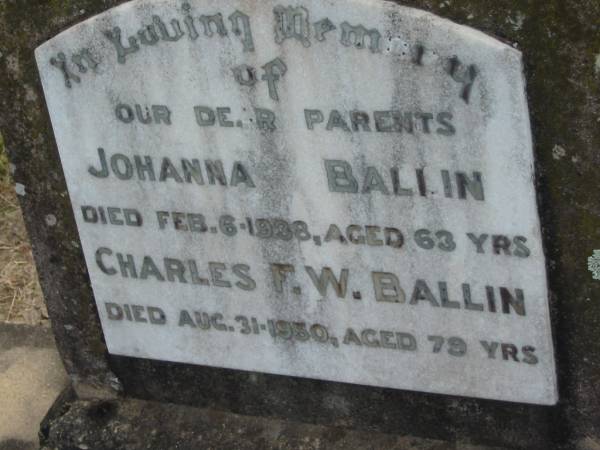 In Loving Memory
of
OUR DEAR PARENTS
JOHANNA BALLIN
DIED FEB. 6. 1938, AGED 63 YRS
CHARLES F. W. BALLIN
DIED AUG. 31. 1950, AGED 79 YRS